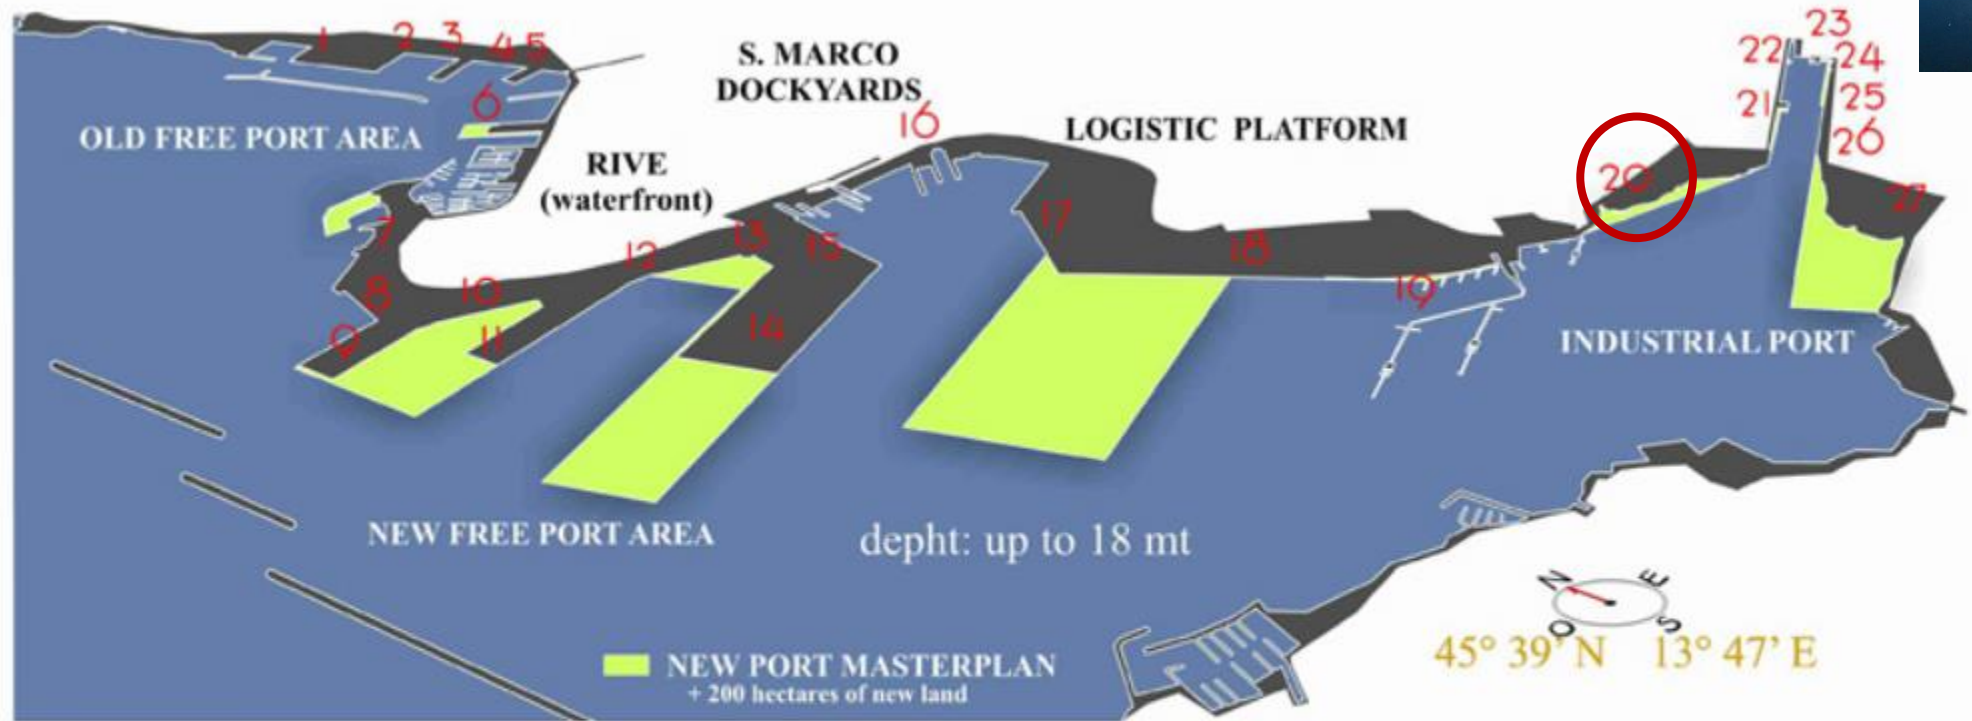 1
2
3
4
5
6
OLD FREE PORT AREA
S. MARCO
DOCKYARDS
16
RIVE
(waterfront)
LOGISTIC PLATFORM
7
8
9
10
11
12
13
14
15
17
18
19
20
21
22
23
24
25
26
27
INDUSTRIAL PORT
NEW FREE PORT AREA
depht: up to 18 mt
NEW PORT MASTERPLAN
+ 200 hectares of new land
N
E
S
O
45° 39' N 13° 47' E